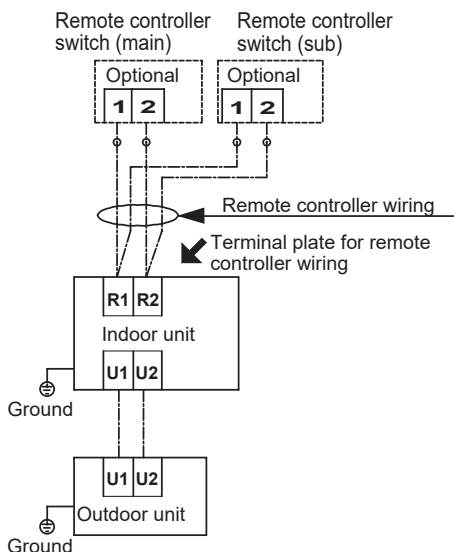 Remote controller
switch (main)
Remote controller
switch (sub)
Optional
Optional
1 2
1 2
Remote controller wiring
Terminal plate for remote
controller wiring
R1 R2
Indoor unit
U1 U2
Ground
U1 U2
Outdoor unit
Ground